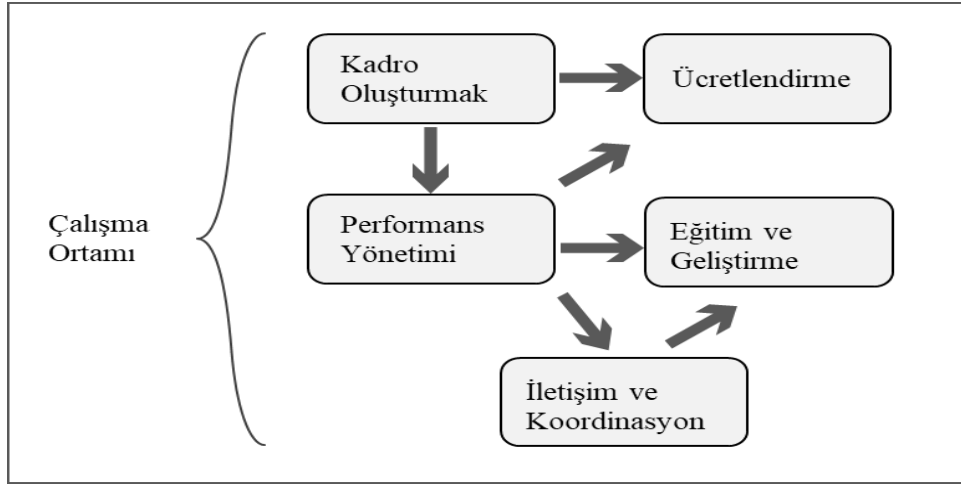 Kadro
Oluşturmak
Ücretlendirme
Çalışma
Ortamı
Performans
Yönetimi
Eğitim ve
Geliştirme
İletişim ve
Koordinasyon